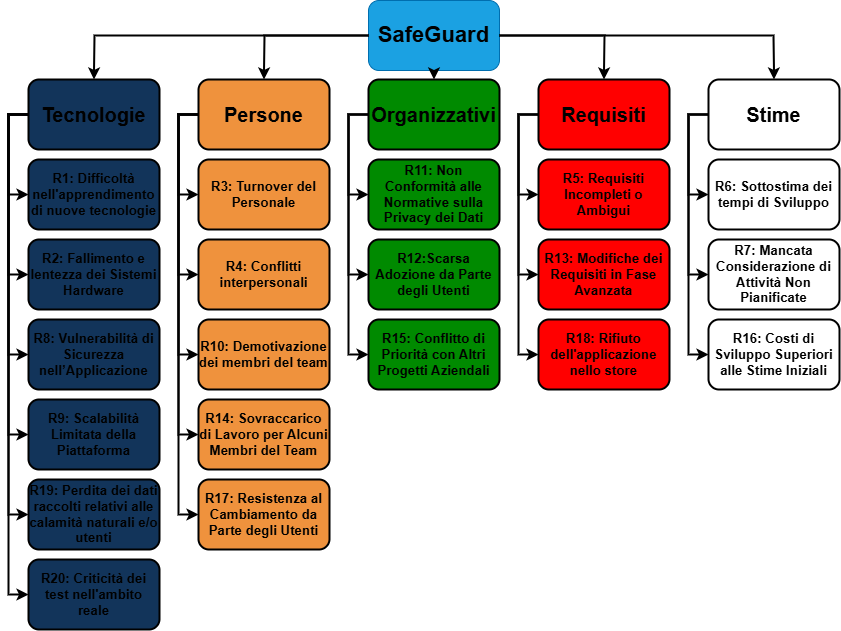 SafeGuard
Tecnologie
Persone
Organizzativi
Requisiti
Stime
R1: Difficoltà
nell'apprendimento
di nuove tecnologie
R2: Fallimento e
lentezza dei Sistemi
Hardware
R8: Vulnerabilità di
Sicurezza
nell'Applicazione
R9: Scalabilità
Limitata della
Piattaforma
R19: Perdita dei dati
raccolti relativi alle
calamità naturali e/o
utenti
R20: Criticità dei
test nell'ambito
reale
R3: Turnover del
Personale
R4: Conflitti
interpersonali
R10: Demotivazione
dei membri del team
R14: Sovraccarico
di Lavoro per Alcuni
Membri del Team
R17: Resistenza al
Cambiamento da
Parte degli Utenti
R11: Non
Conformità alle
Normative sulla
Privacy dei Dati
R12:Scarsa
Adozione da Parte
degli Utenti
R15: Conflitto di
Priorità con Altri
Progetti Aziendali
R5: Requisiti
Incompleti o
Ambigui
R13: Modifiche dei
Requisiti in Fase
Avanzata
R18: Rifiuto
dell'applicazione
nello store
R6: Sottostima dei
tempi di Sviluppo
R7: Mancata
Considerazione di
Attività Non
Pianificate
R16: Costi di
Sviluppo Superiori
alle Stime Iniziali